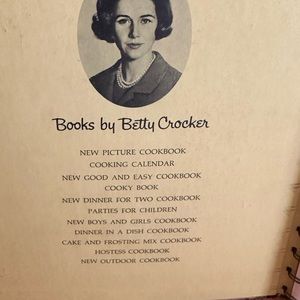 Books by Betty Crocker
NEW PICTURE COOKBOOK
COOKING CALENDAR
NEW GOOD AND EASY COOKBOOK
COOKY BOOK
NEW DINNER FOR TWO COOKBOOK
PARTIES FOR CHILDREN
NEW BOYS AND GIRLS COOKBOOK
DINNER IN A DISH COOKBOOK
CAKE AND FROSTING MIX COOKBOOK
HOSTESS COOKBOOK
NEW OUTDOOR COOKBOOK